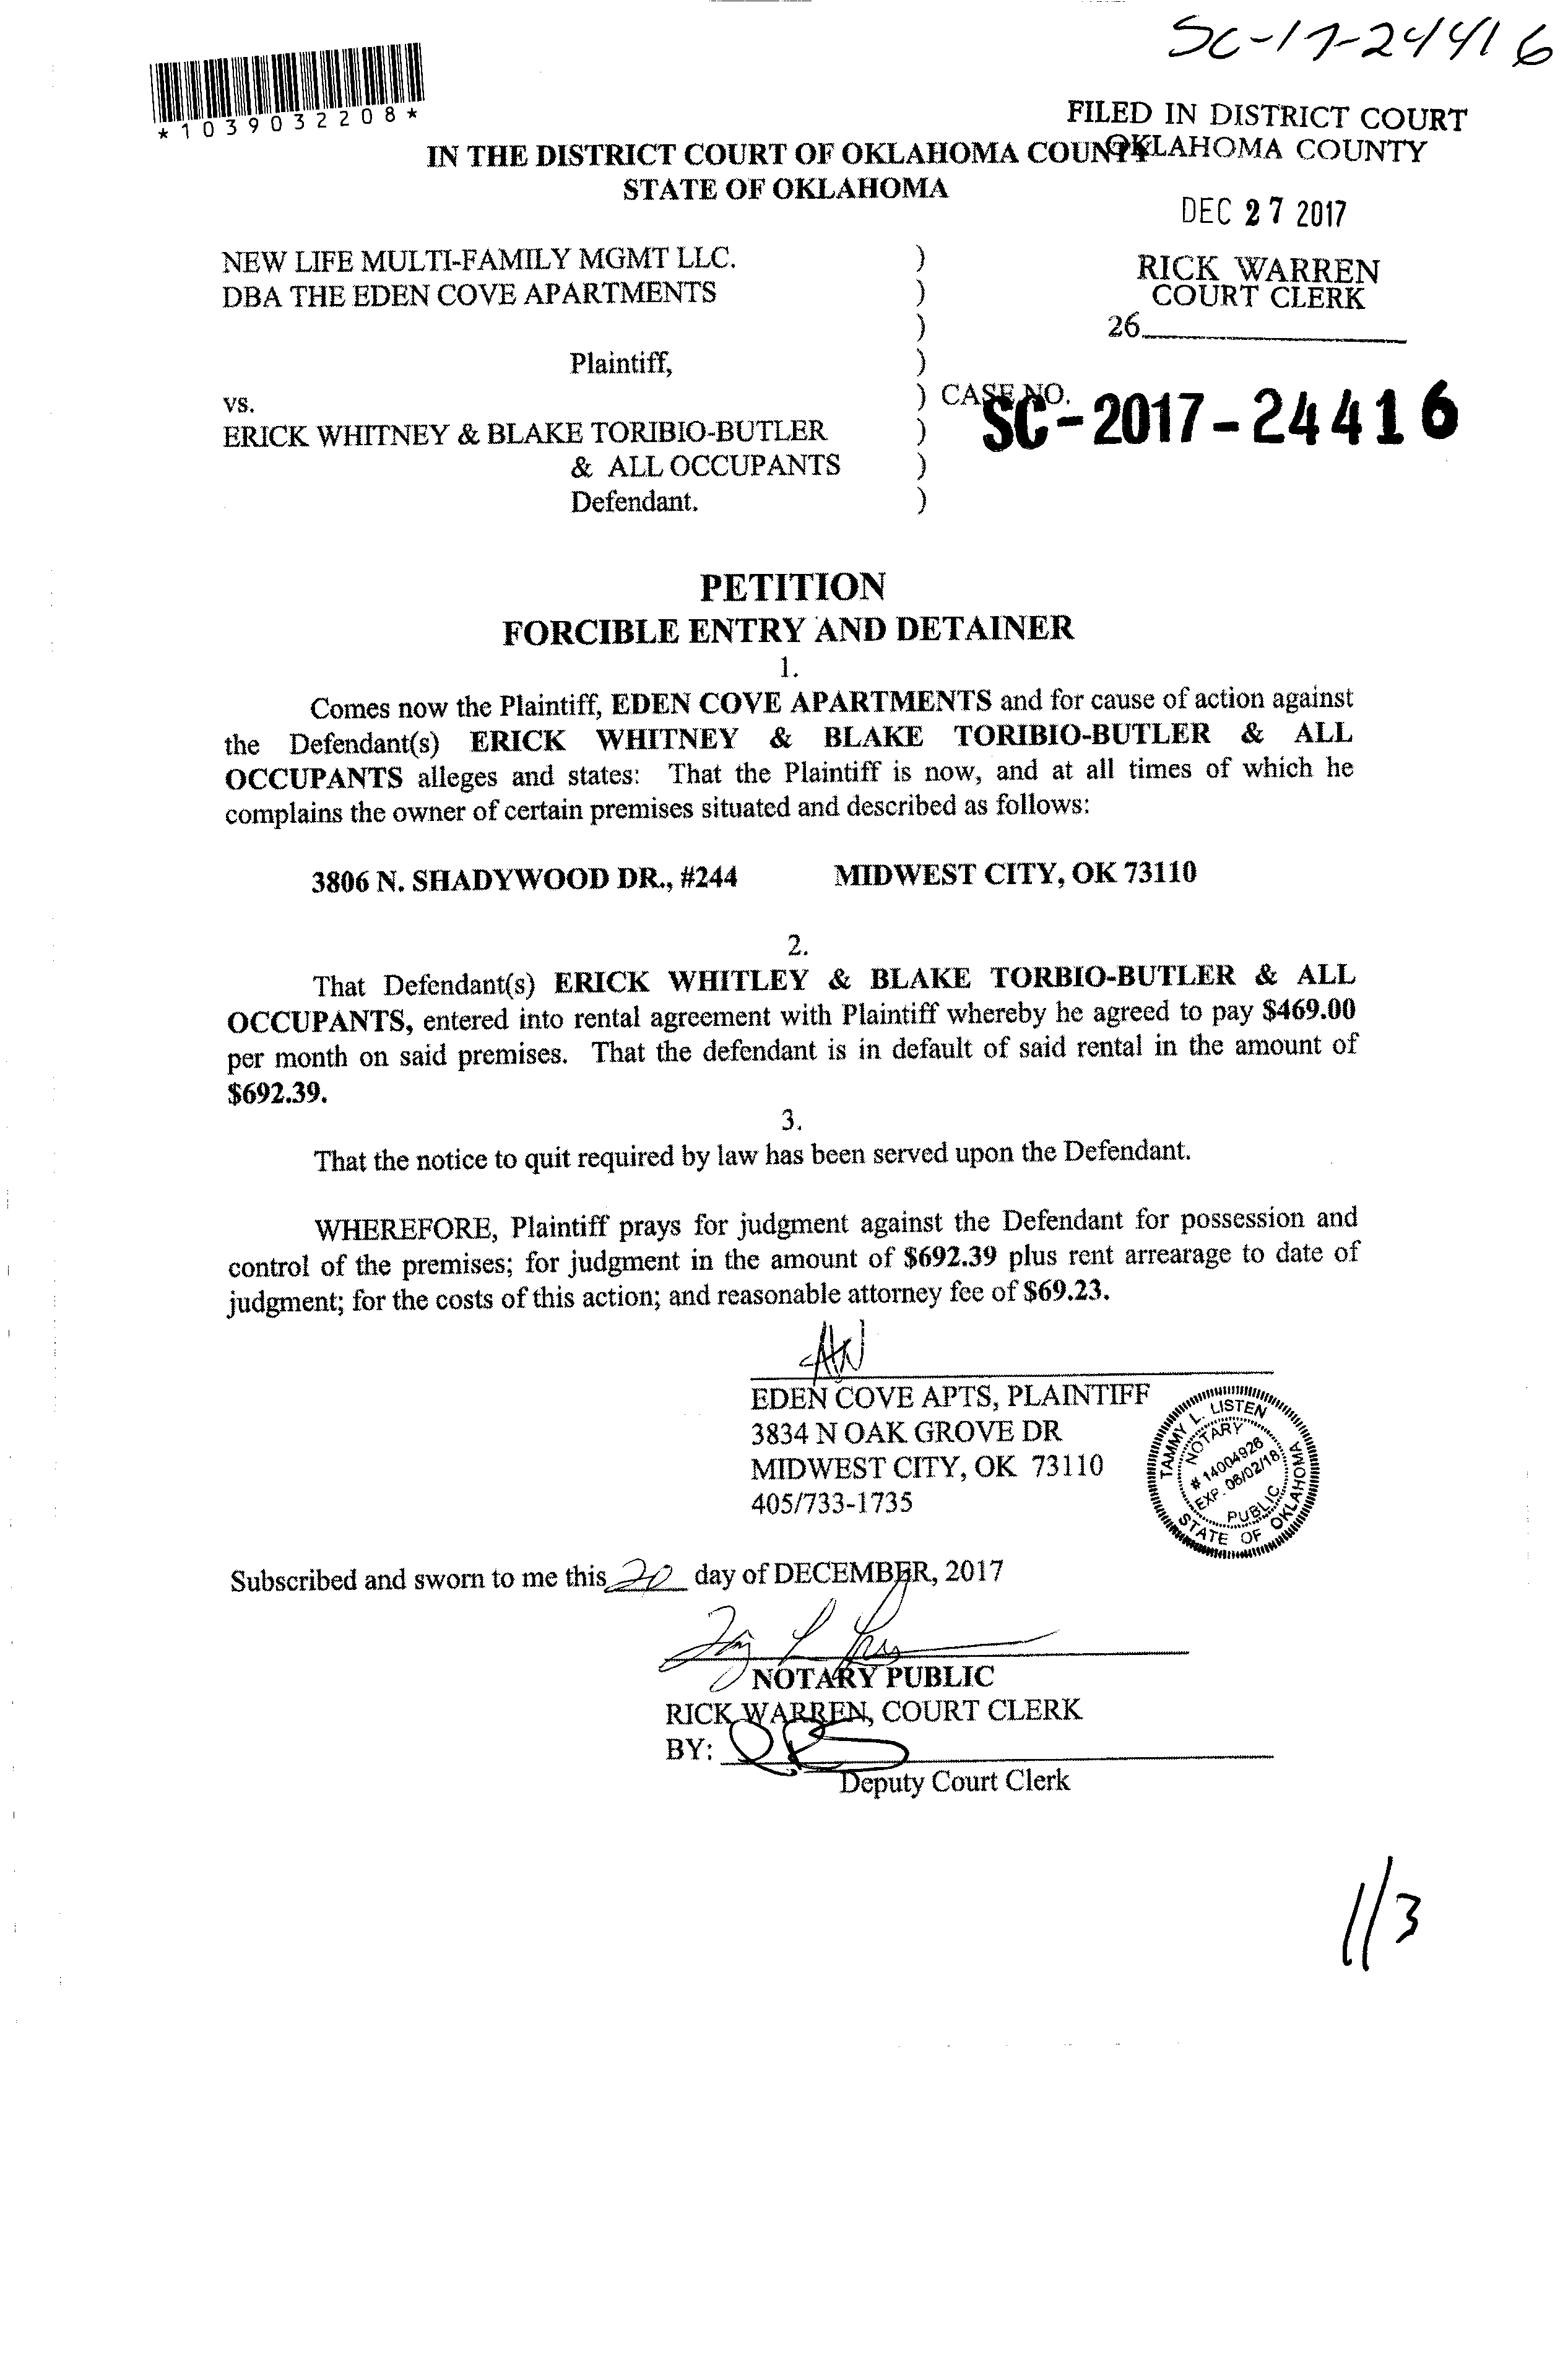 SC-17-24416
*1039032208*
FILED IN DISTRICT COURT
OKLAHOMA COUNTY
IN THE DISTRICT COURT OF OKLAHOMA COUNTY
STATE OF OKLAHOMA
DEC 27 2017
RICK WARREN
COURT CLERK
26
NEW LIFE MULTI-FAMILY MGMT LLC. )
DBA THE EDEN COVE APARTMENTS )
)
Plaintiff, )
vs. ) CASE NO.
SC-2017-24416
ERICK WHITNEY & BLAKE TORIBIO-BUTLER )
& ALL OCCUPANTS )
Defendant. )
PETITION
FORCIBLE ENTRY AND DETAINER
1.
Comes now the Plaintiff, EDEN COVE APARTMENTS and for cause of action against
the Defendant(s) ERICK WHITNEY & BLAKE TORIBIO-BUTLER & ALL
OCCUPANTS alleges and states: That the Plaintiff is now, and at all times of which he
complains the owner of certain premises situated and described as follows:
3806 N. SHADYWOOD DR., #244 MIDWEST CITY, OK 73110
2.
That Defendant(s) ERICK WHITLEY & BLAKE TORBIO-BUTLER & ALL
OCCUPANTS, entered into rental agreement with Plaintiff whereby he agreed to pay $469.00
per month on said premises. That the defendant is in default of said rental in the amount of
$692.39.
3.
That the notice to quit required by law has been served upon the Defendant.
WHEREFORE, Plaintiff prays for judgment against the Defendant for possession and
control of the premises; for judgment in the amount of $692.39 plus rent arrearage to date of
judgment; for the costs of this action; and reasonable attorney fee of $69.23.
EDEN COVE APTS, PLAINTIFF
3834 N OAK GROVE DR
MIDWEST CITY, OK 73110
405/733-1735
TAMMY L. LISTEN
NOTARY
# 14004926
EXP. 06/02/18
PUBLIC
STATE OF OKLAHOMA
Subscribed and sworn to me this 20 day of DECEMBER, 2017
NOTARY PUBLIC
RICK WARREN, COURT CLERK
BY:
Deputy Court Clerk
1/3